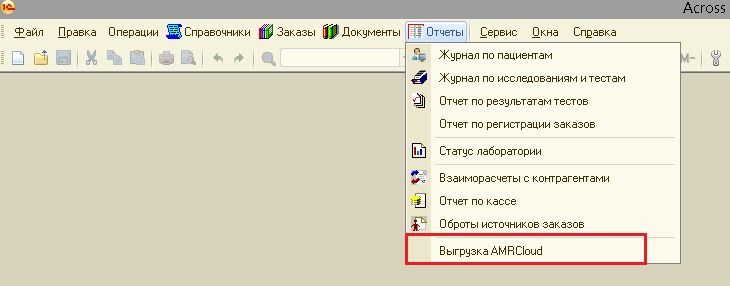 Across
Файл Правка Операции Справочники Заказы Документы Отчеты Сервис Окна Справка
M-
Журнал по пациентам
Журнал по исследованиям и тестам
Отчет по результатам тестов
Отчет по регистрации заказов
Статус лаборатории
Взаиморасчеты с контрагентами
Отчет по кассе
Оброты источников заказов
Выгрузка AMRCloud